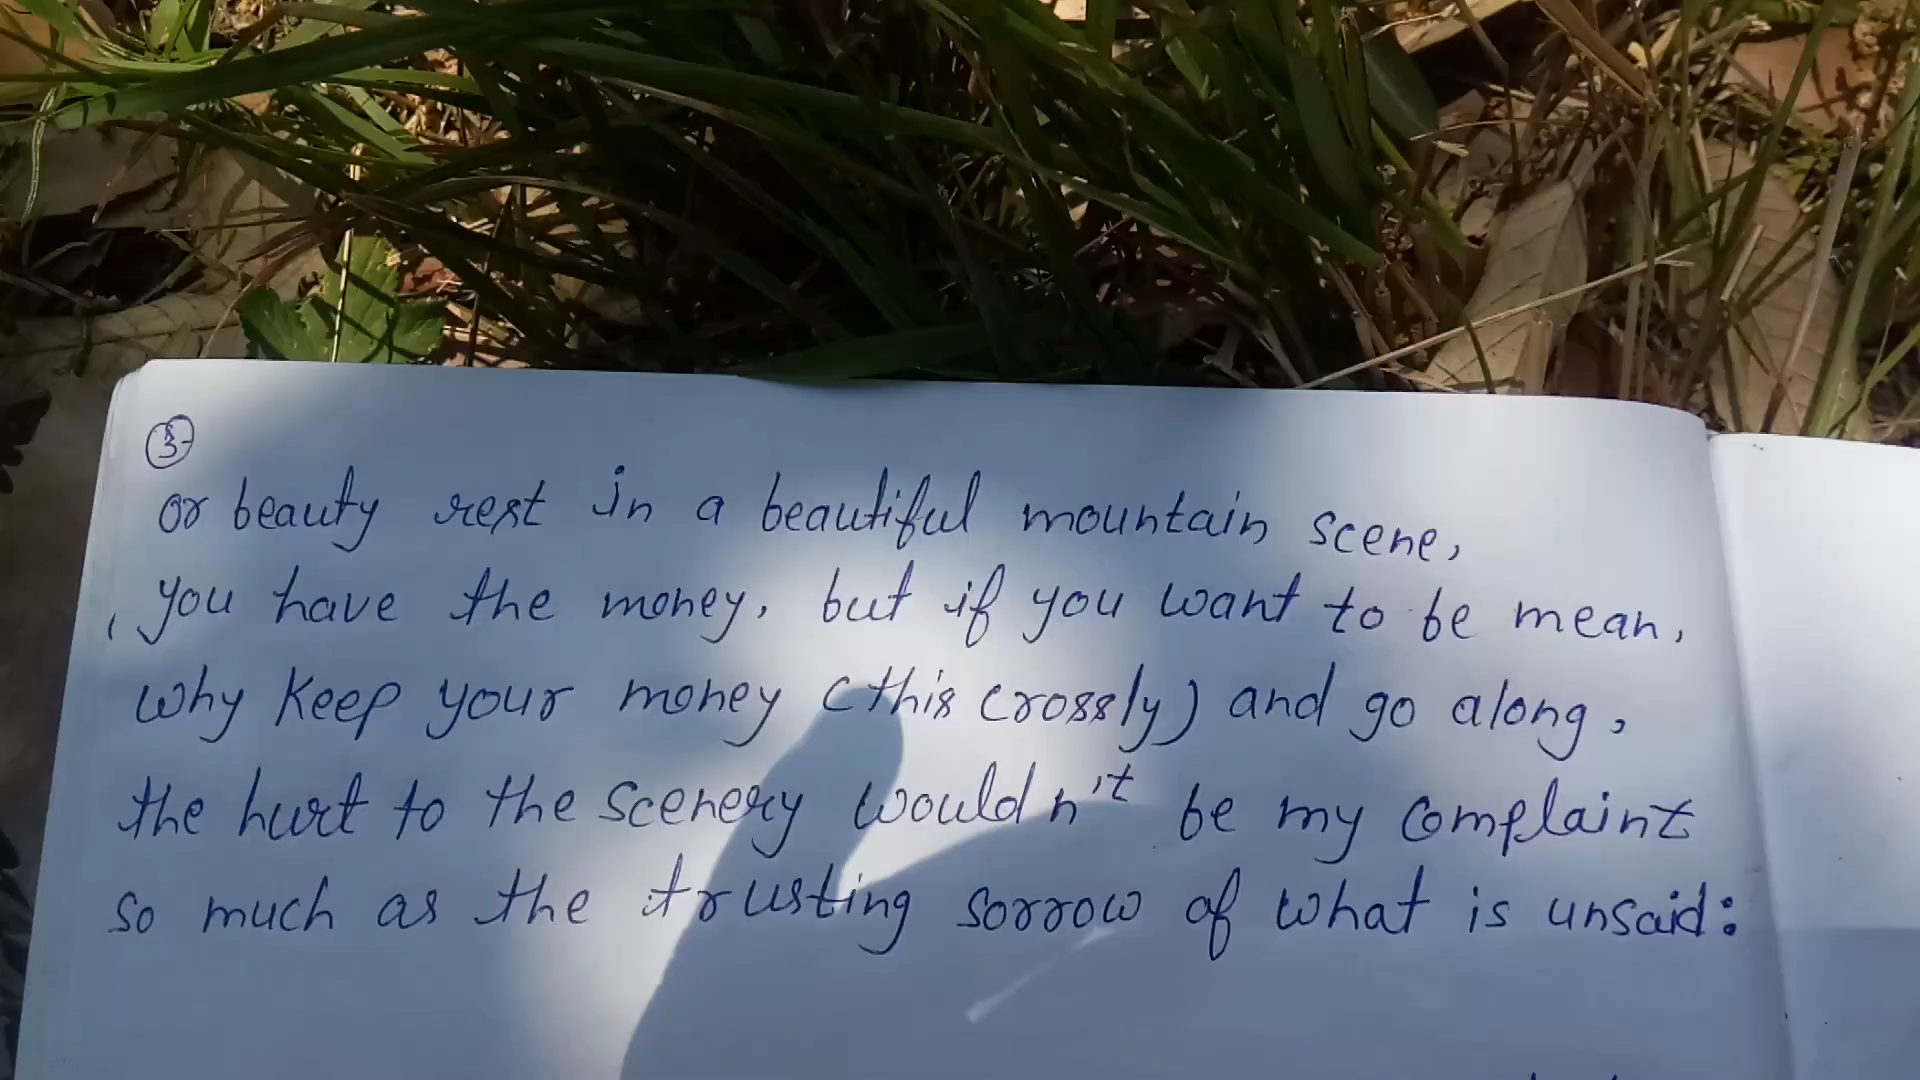 3
or beauty rest in a beautiful mountain scene,
you have the money, but if you want to be mean,
why keep your money (this crossly) and go along,
the hurt to the scenery wouldn't be my complaint
so much as the trusting sorrow of what is unsaid: